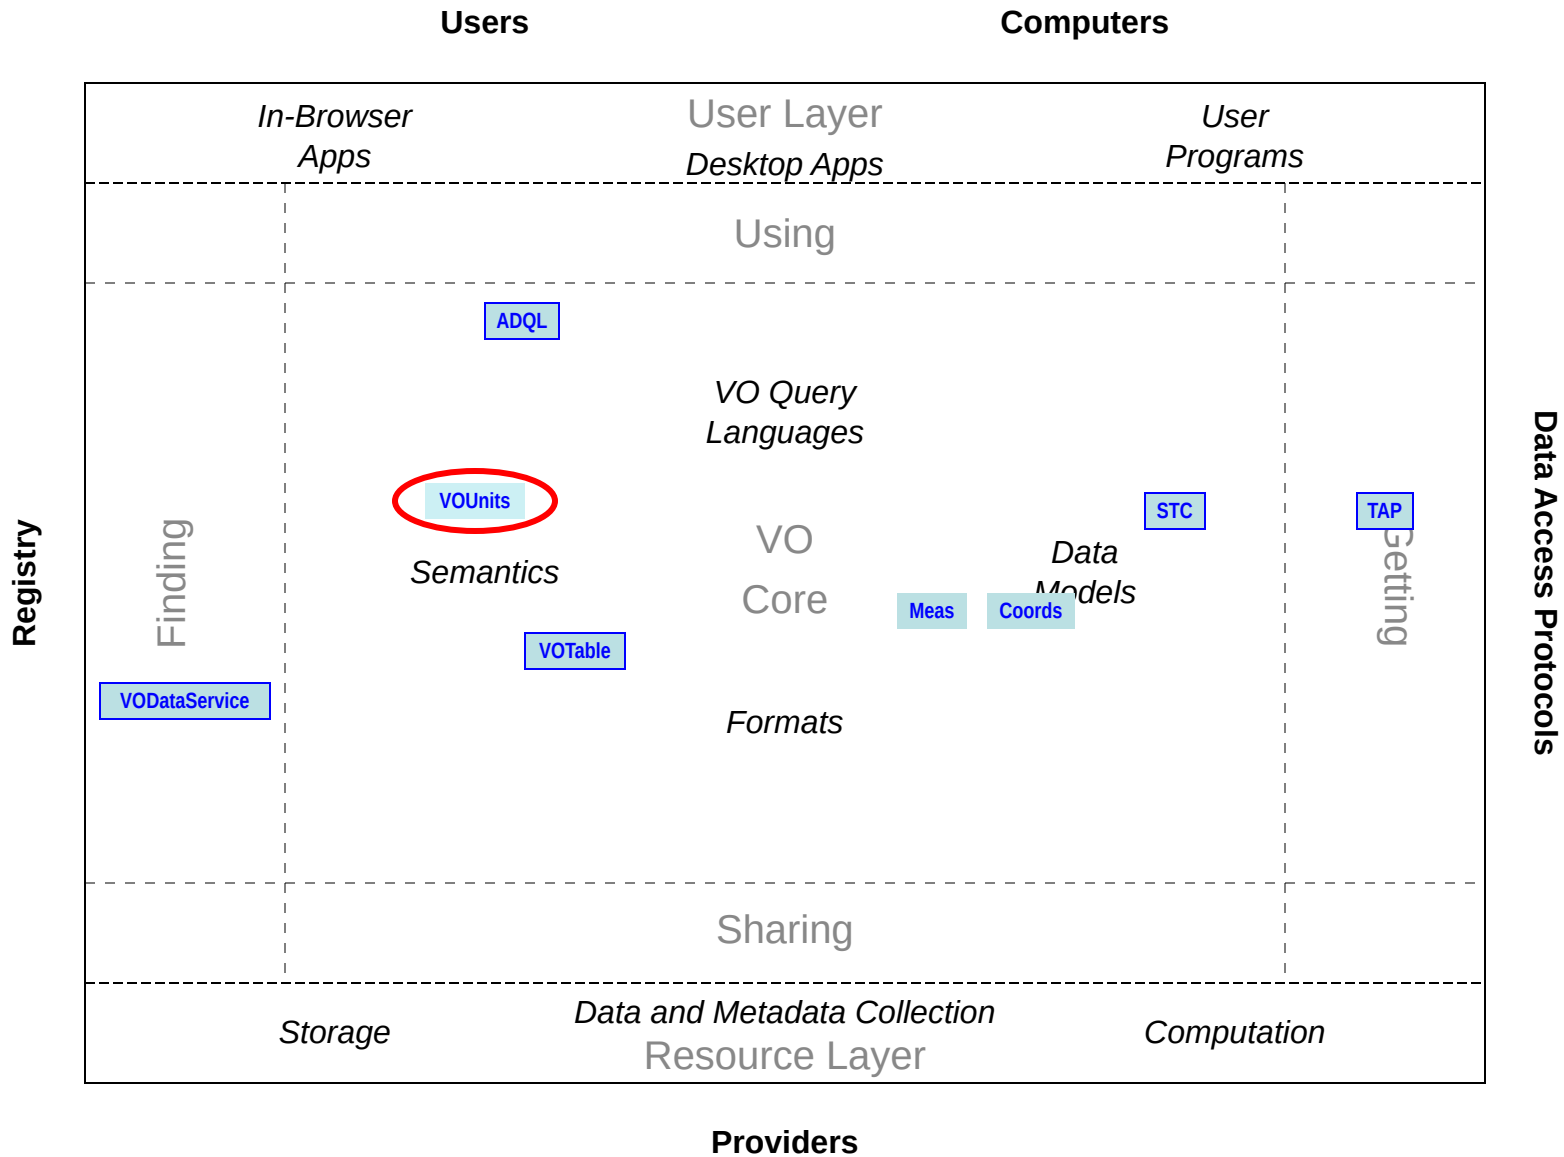 Users
Computers
In-Browser
Apps
User Layer
Desktop Apps
User
Programs
Using
ADQL
VO Query
Languages
VOUnits
Semantics
VO
Core
STC
Data
Models
Meas
Coords
TAP
Getting
Finding
Registry
Data Access Protocols
VOTable
VODataService
Formats
Sharing
Storage
Data and Metadata Collection
Resource Layer
Computation
Providers